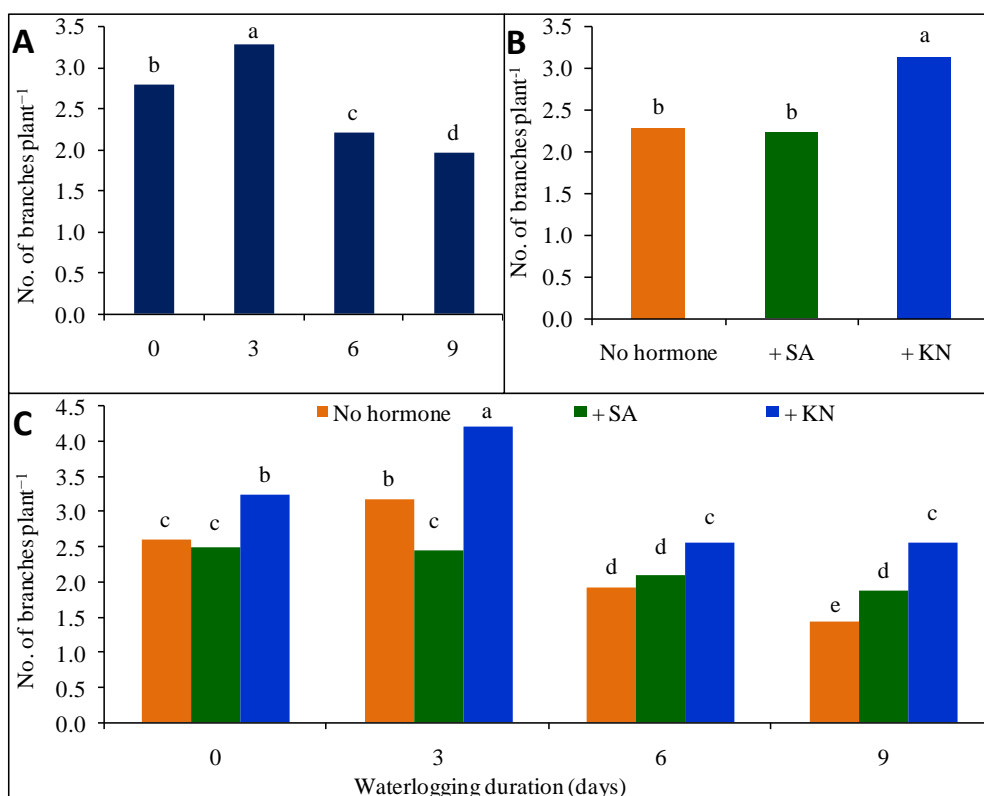 A
No. of branches plant⁻¹
3.5
3.0
2.5
2.0
1.5
1.0
0.5
0.0
b
a
c
d
0 3 6 9
B
No. of branches plant⁻¹
3.5
3.0
2.5
2.0
1.5
1.0
0.5
0.0
b
b
a
No hormone + SA + KN
C
No. of branches plant⁻¹
4.5
4.0
3.5
3.0
2.5
2.0
1.5
1.0
0.5
0.0
No hormone + SA + KN
c c b
b c a
d d c
e d c
0 3 6 9
Waterlogging duration (days)